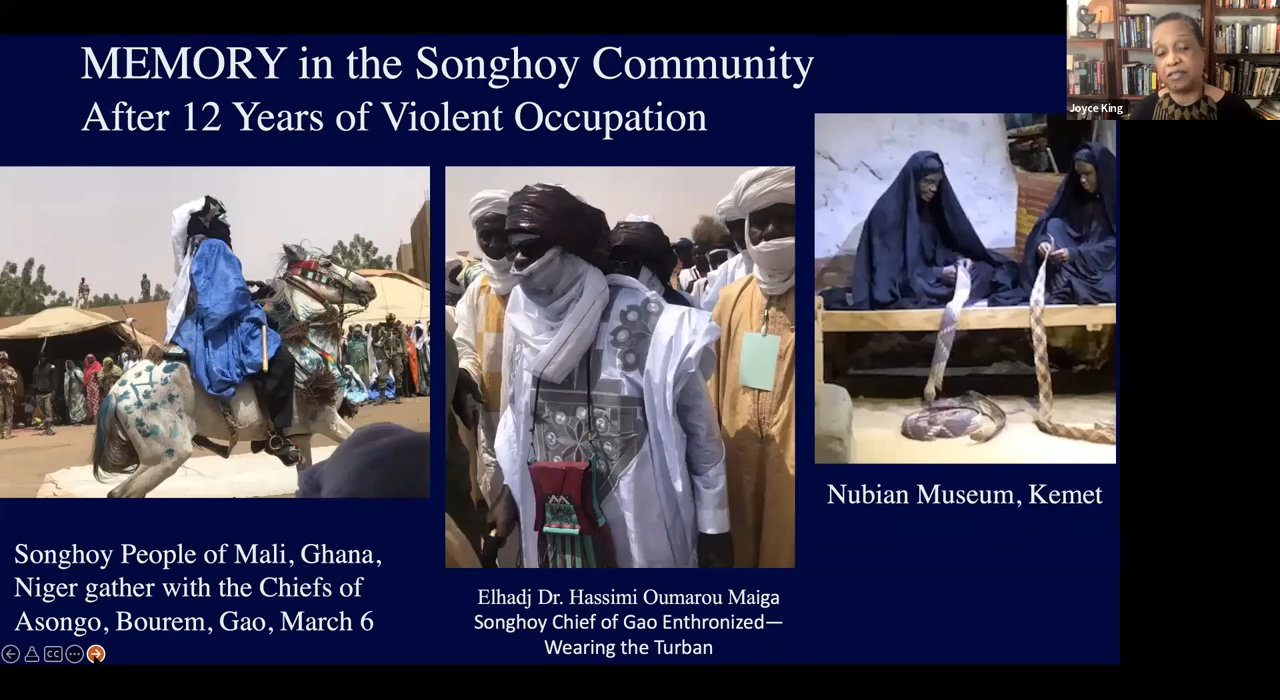 MEMORY in the Songhoy Community
After 12 Years of Violent Occupation
Joyce King
Nubian Museum, Kemet
Songhoy People of Mali, Ghana,
Niger gather with the Chiefs of
Asongo, Bourem, Gao, March 6
Elhadj Dr. Hassimi Oumarou Maiga
Songhoy Chief of Gao Enthronized—
Wearing the Turban
CC